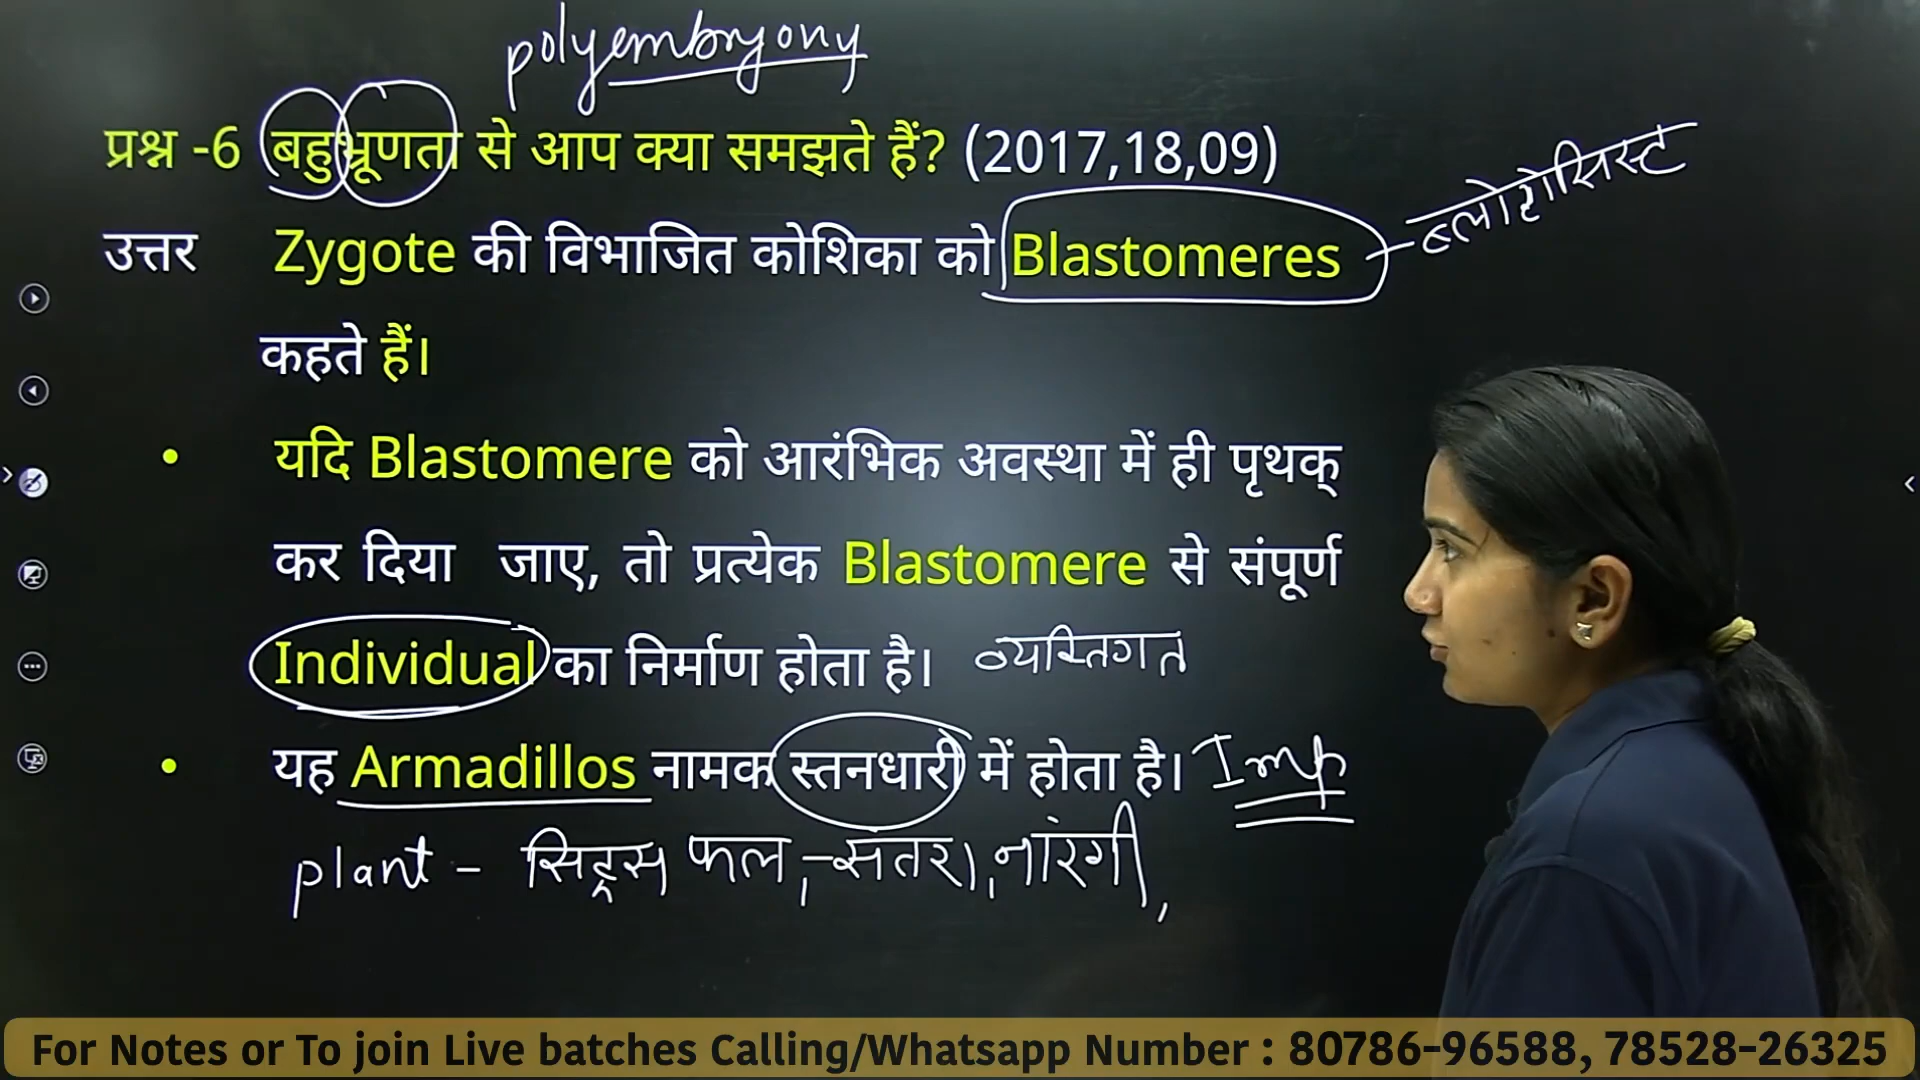 polyembryony
प्रश्न -6 बहुभ्रूणता से आप क्या समझते हैं? (2017,18,09)
उत्तर Zygote की विभाजित कोशिका को Blastomeres
कहते हैं।
• यदि Blastomere को आरंभिक अवस्था में ही पृथक्
कर दिया जाए, तो प्रत्येक Blastomere से संपूर्ण
Individual का निर्माण होता है। व्यक्तिगत
• यह Armadillos नामक स्तनधारी में होता है। Imp
plant - सिट्रस फल, -संतरा, नारंगी,
For Notes or To join Live batches Calling/Whatsapp Number : 80786-96588, 78528-26325